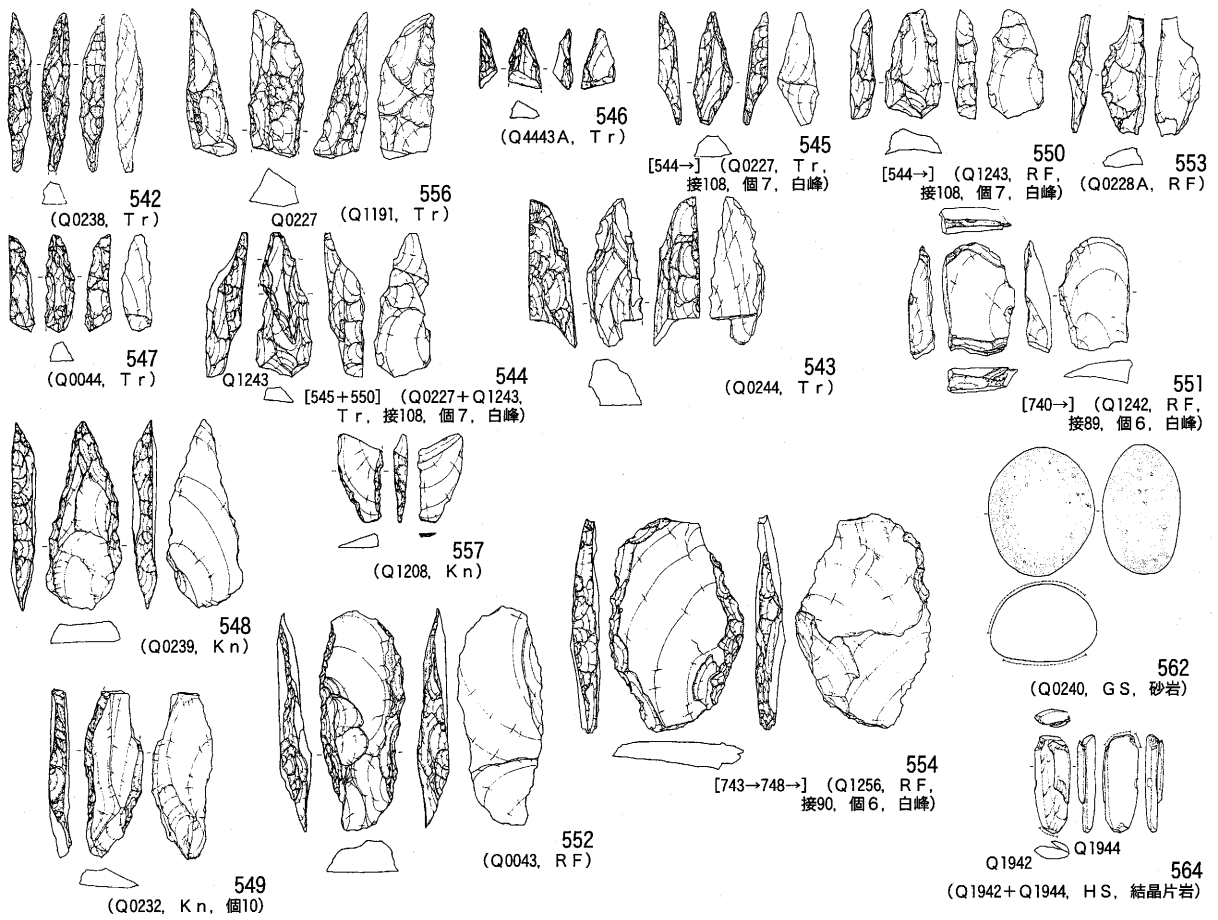 542
(Q0238, Tr)
Q0227
556
(Q1191, Tr)
546
(Q4443A, Tr)
545
[544→] (Q0227, Tr,
接108, 個7, 白峰)
550
[544→] (Q1243, RF,
接108, 個7, 白峰)
553
(Q0228A, RF)
547
(Q0044, Tr)
Q1243
544
[545+550] (Q0227+Q1243,
Tr, 接108, 個7, 白峰)
543
(Q0244, Tr)
551
[740→] (Q1242, RF,
接89, 個6, 白峰)
548
(Q0239, Kn)
557
(Q1208, Kn)
562
(Q0240, GS, 砂岩)
549
(Q0232, Kn, 個10)
552
(Q0043, RF)
554
[743→748→] (Q1256, RF,
接90, 個6, 白峰)
Q1942
Q1944
564
(Q1942+Q1944, HS, 結晶片岩)